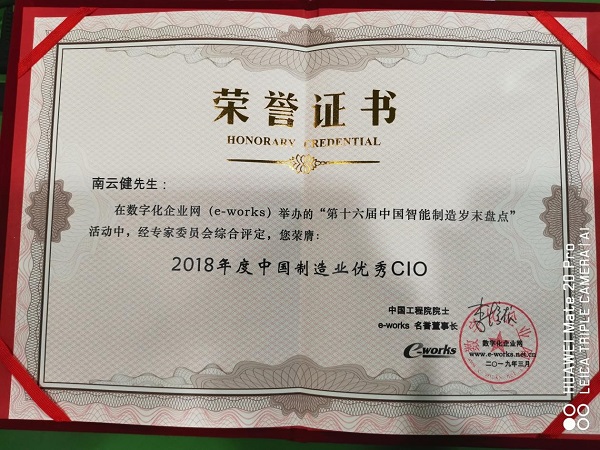 荣誉证书
HONORARY CREDENTIAL
南云健先生：
在数字化企业网（e-works）举办的“第十六届中国智能制造岁末盘点”
活动中，经专家委员会综合评定，您荣膺：
2018年度中国制造业优秀CIO
中国工程院院士
e-works 名誉董事长
e-works
数字化企业网
www.e-works.net.cn
二〇一九年三月
HUAWEI Mate 20 Pro
LEICA TRIPLE CAMERA | AI